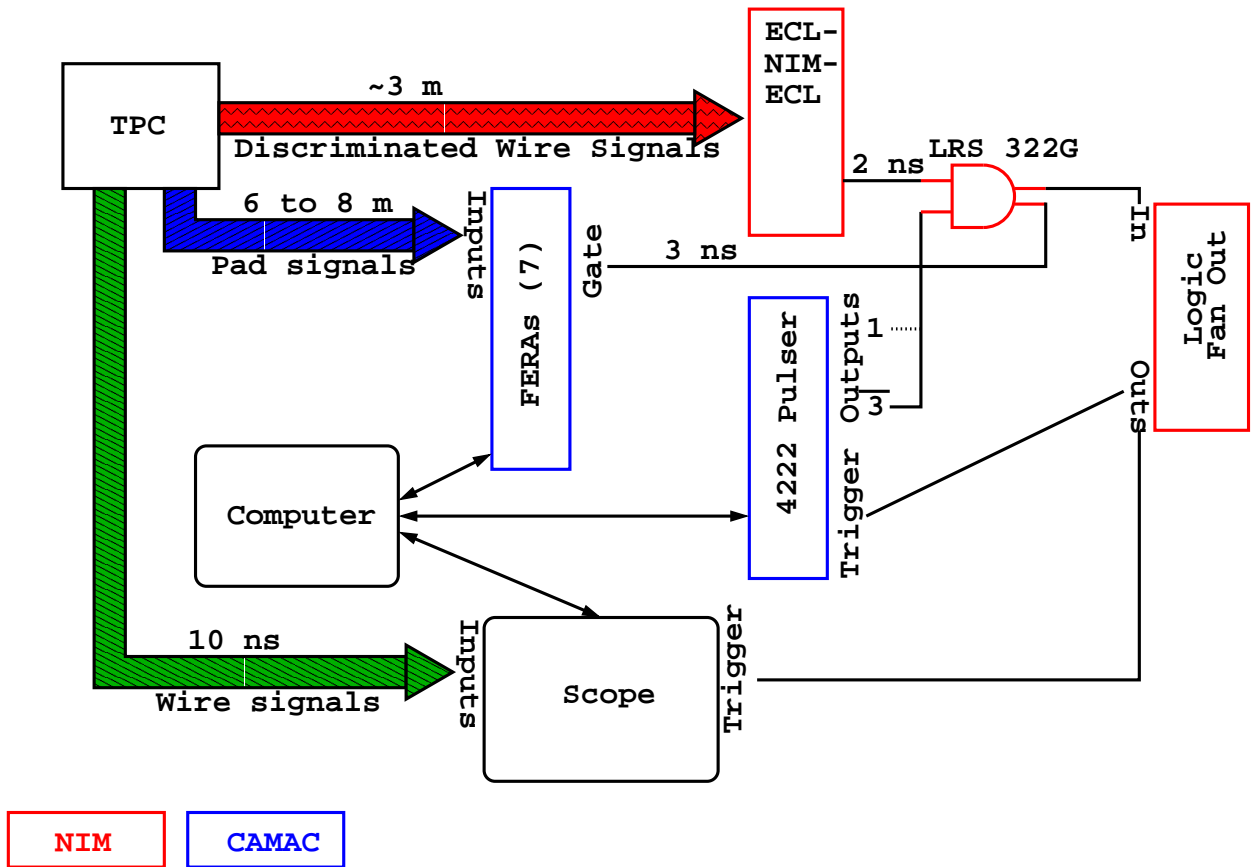 ECL-
NIM-
ECL
~3 m
TPC
Discriminated Wire Signals
2 ns
LRS 322G
6 to 8 m
Pad signals
Inputs
FERAs (7)
Gate
3 ns
In
Logic
Fan Out
Outs
4222 Pulser
Outputs
1
3
Trigger
Computer
10 ns
Wire signals
Inputs
Scope
Trigger
NIM
CAMAC